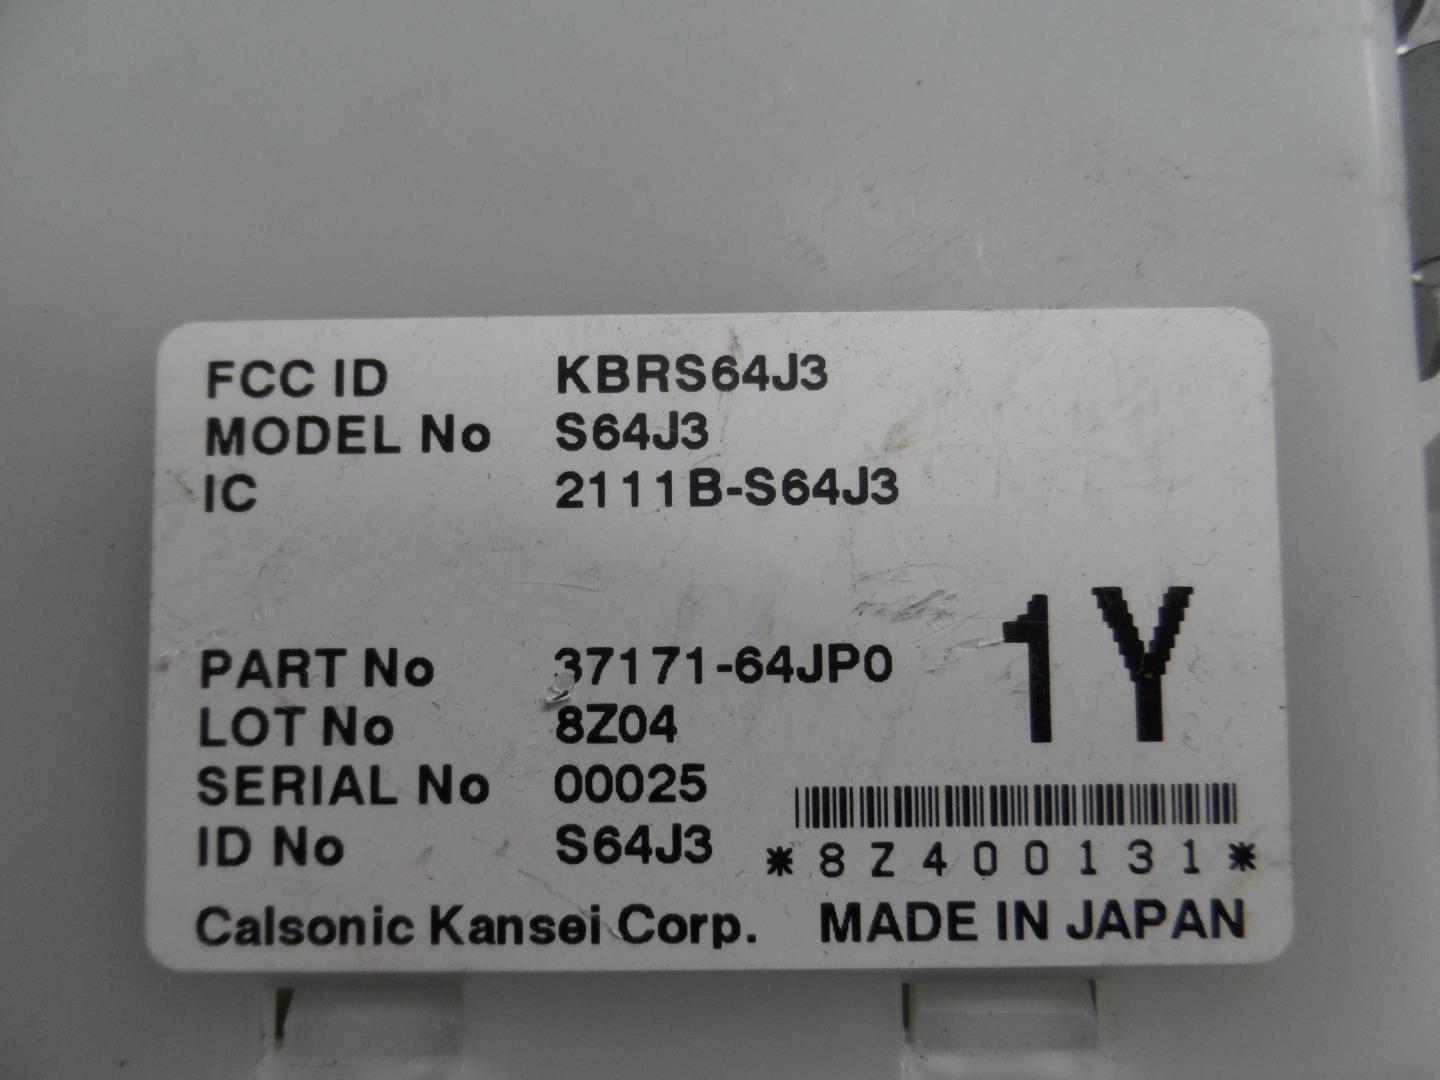 FCC ID KBRS64J3
MODEL No S64J3
IC 2111B-S64J3
1Y
PART No 37171-64JP0
LOT No 8Z04
SERIAL No 00025
ID No S64J3
*8Z400131*
Calsonic Kansei Corp. MADE IN JAPAN